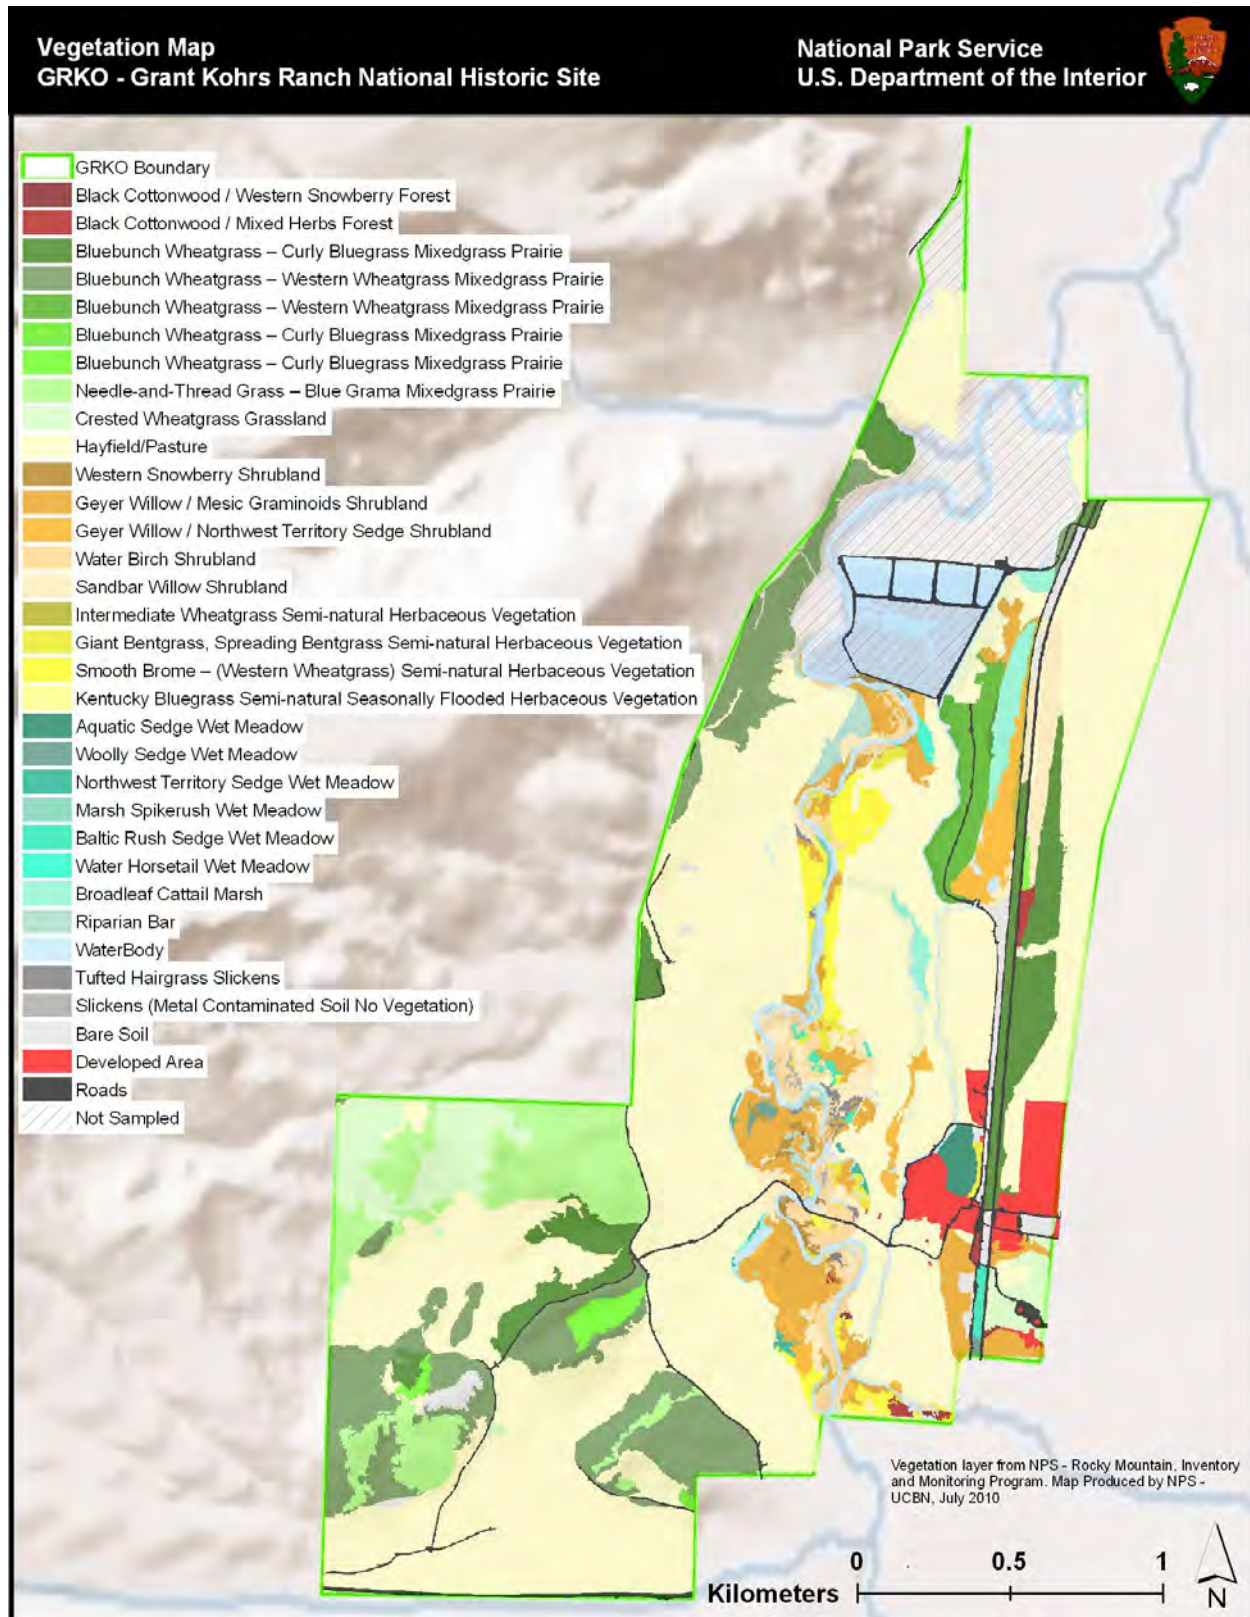 Vegetation Map
GRKO - Grant Kohrs Ranch National Historic Site
National Park Service
U.S. Department of the Interior
GRKO Boundary
Black Cottonwood / Western Snowberry Forest
Black Cottonwood / Mixed Herbs Forest
Bluebunch Wheatgrass – Curly Bluegrass Mixedgrass Prairie
Bluebunch Wheatgrass – Western Wheatgrass Mixedgrass Prairie
Bluebunch Wheatgrass – Western Wheatgrass Mixedgrass Prairie
Bluebunch Wheatgrass – Curly Bluegrass Mixedgrass Prairie
Bluebunch Wheatgrass – Curly Bluegrass Mixedgrass Prairie
Needle-and-Thread Grass – Blue Grama Mixedgrass Prairie
Crested Wheatgrass Grassland
Hayfield/Pasture
Western Snowberry Shrubland
Geyer Willow / Mesic Graminoids Shrubland
Geyer Willow / Northwest Territory Sedge Shrubland
Water Birch Shrubland
Sandbar Willow Shrubland
Intermediate Wheatgrass Semi-natural Herbaceous Vegetation
Giant Bentgrass, Spreading Bentgrass Semi-natural Herbaceous Vegetation
Smooth Brome – (Western Wheatgrass) Semi-natural Herbaceous Vegetation
Kentucky Bluegrass Semi-natural Seasonally Flooded Herbaceous Vegetation
Aquatic Sedge Wet Meadow
Woolly Sedge Wet Meadow
Northwest Territory Sedge Wet Meadow
Marsh Spikerush Wet Meadow
Baltic Rush Sedge Wet Meadow
Water Horsetail Wet Meadow
Broadleaf Cattail Marsh
Riparian Bar
WaterBody
Tufted Hairgrass Slickens
Slickens (Metal Contaminated Soil No Vegetation)
Bare Soil
Developed Area
Roads
Not Sampled
Vegetation layer from NPS - Rocky Mountain, Inventory
and Monitoring Program. Map Produced by NPS -
UCBN, July 2010
0 0.5 1
Kilometers
N